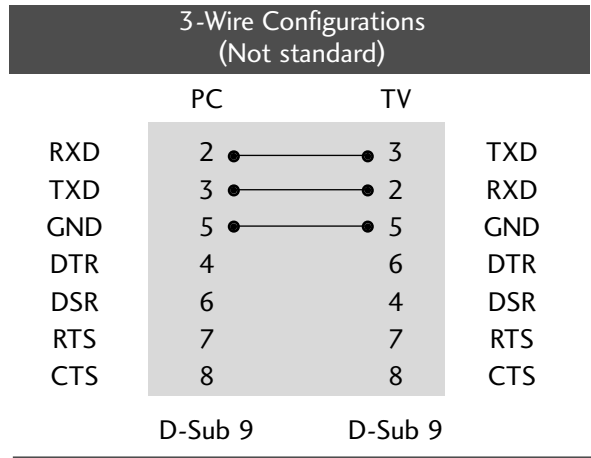 3-Wire Configurations
(Not standard)
PC TV
RXD 2 3 TXD
TXD 3 2 RXD
GND 5 5 GND
DTR 4 6 DTR
DSR 6 4 DSR
RTS 7 7 RTS
CTS 8 8 CTS
D-Sub 9 D-Sub 9